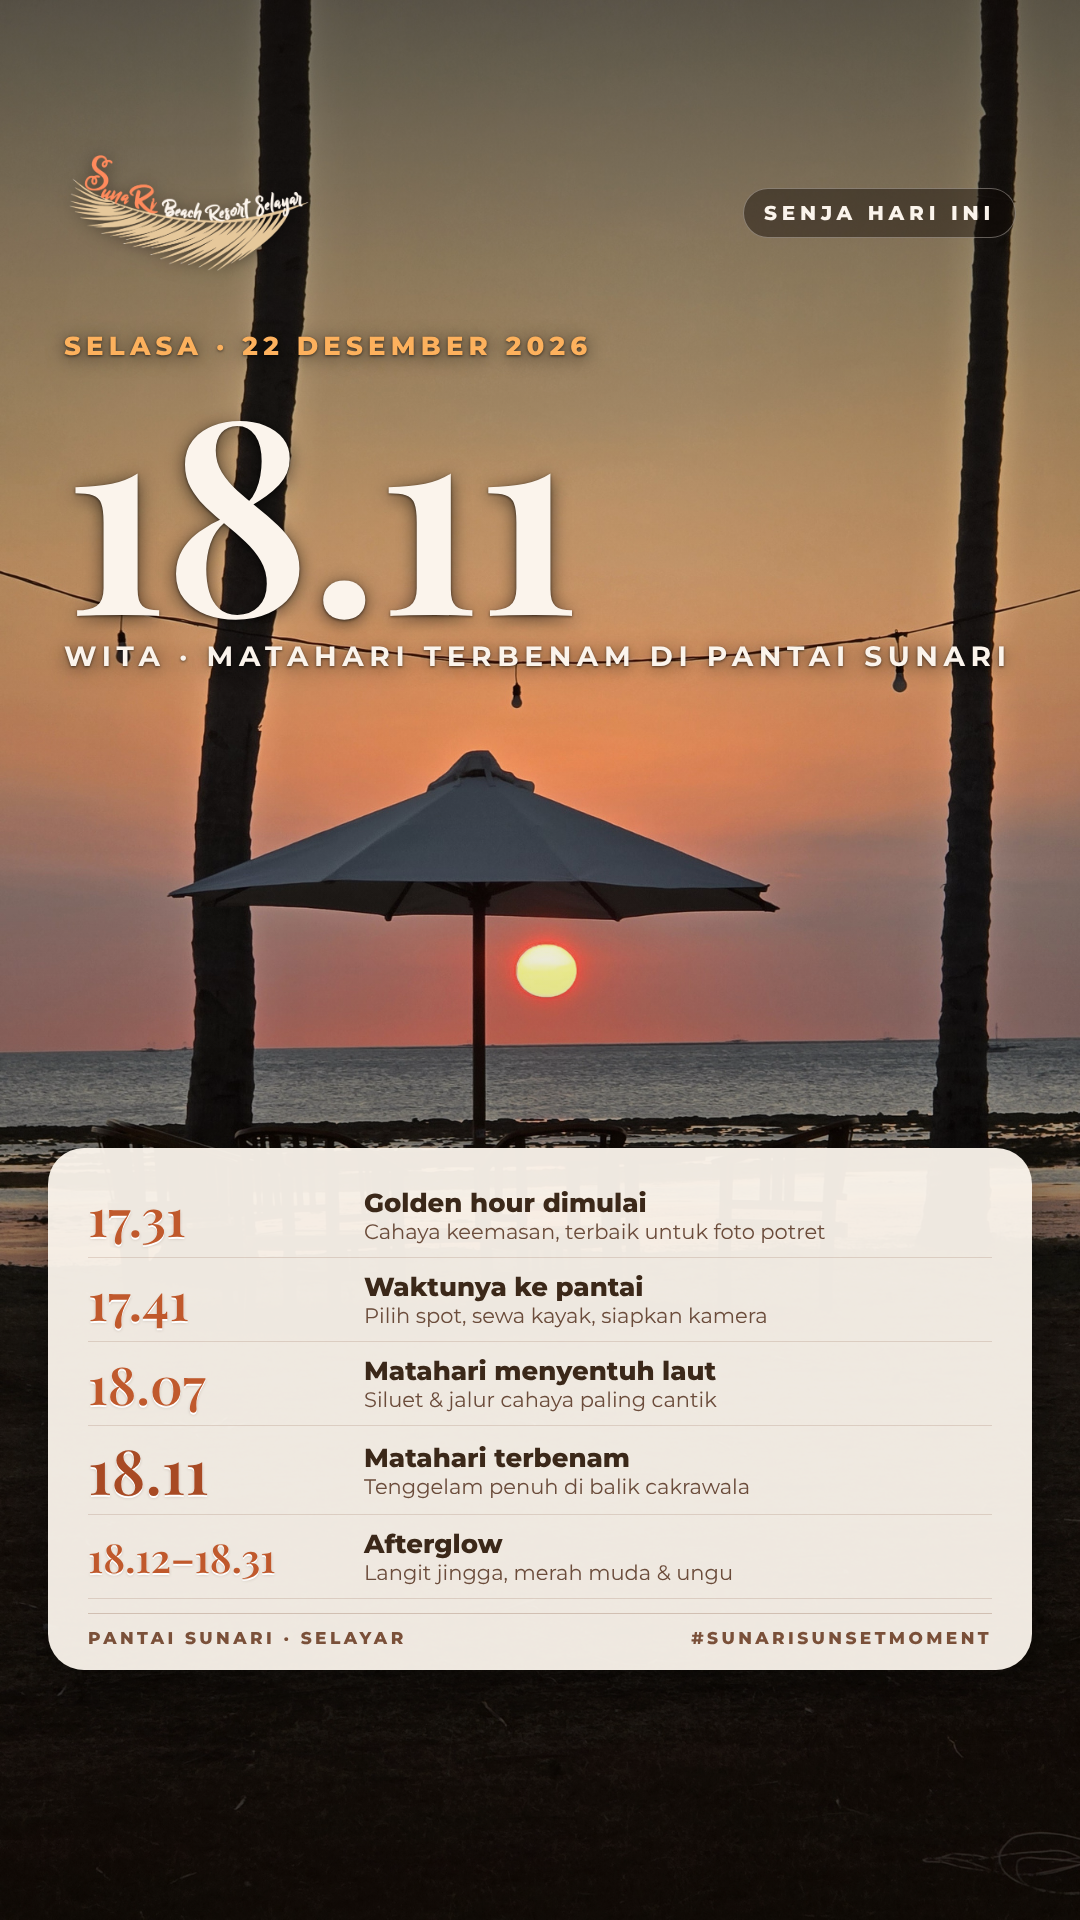 SunaRi Beach Resort Selayar
SENJA HARI INI
SELASA · 22 DESEMBER 2026
18.11
WITA · MATAHARI TERBENAM DI PANTAI SUNARI
17.31
Golden hour dimulai
Cahaya keemasan, terbaik untuk foto potret
17.41
Waktunya ke pantai
Pilih spot, sewa kayak, siapkan kamera
18.07
Matahari menyentuh laut
Siluet & jalur cahaya paling cantik
18.11
Matahari terbenam
Tenggelam penuh di balik cakrawala
18.12–18.31
Afterglow
Langit jingga, merah muda & ungu
PANTAI SUNARI · SELAYAR
#SUNARISUNSETMOMENT